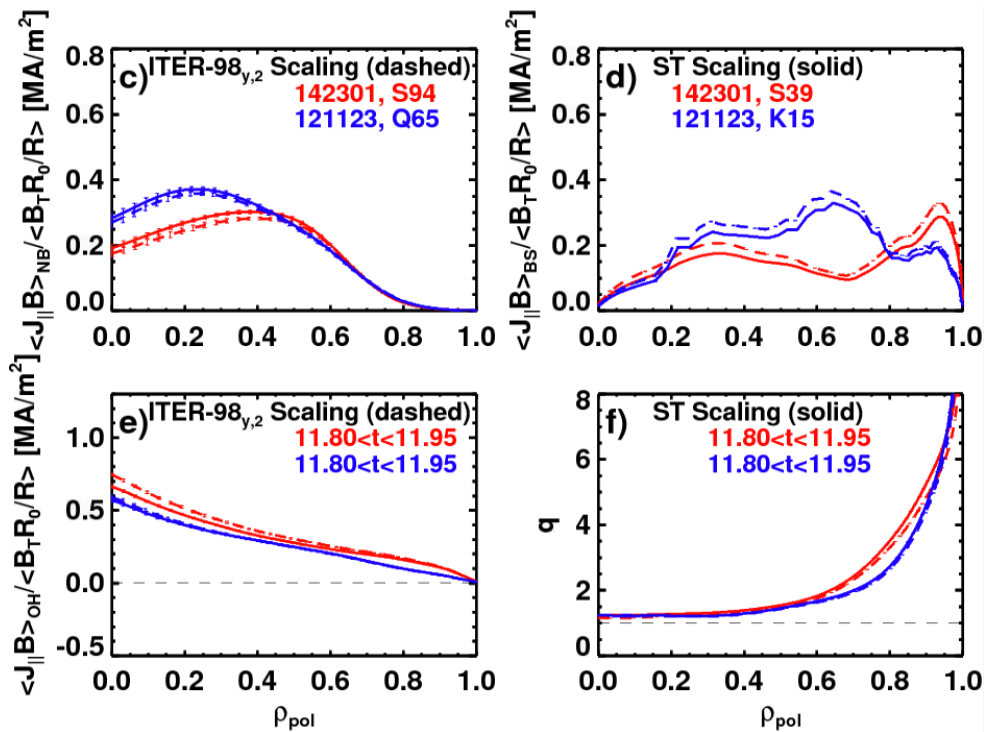 <J||B>NB/<BTR0/R> [MA/m²]
0.8
0.6
0.4
0.2
0.0
c) ITER-98y,2 Scaling (dashed)
142301, S94
121123, Q65
0.0 0.2 0.4 0.6 0.8 1.0
<J||B>BS/<BTR0/R> [MA/m²]
0.8
0.6
0.4
0.2
0.0
d) ST Scaling (solid)
142301, S39
121123, K15
0.0 0.2 0.4 0.6 0.8 1.0
<J||B>OH/<BTR0/R> [MA/m²]
1.0
0.5
0.0
-0.5
e) ITER-98y,2 Scaling (dashed)
11.80<t<11.95
11.80<t<11.95
0.0 0.2 0.4 0.6 0.8 1.0
ρpol
q
8
6
4
2
0
f) ST Scaling (solid)
11.80<t<11.95
11.80<t<11.95
0.0 0.2 0.4 0.6 0.8 1.0
ρpol